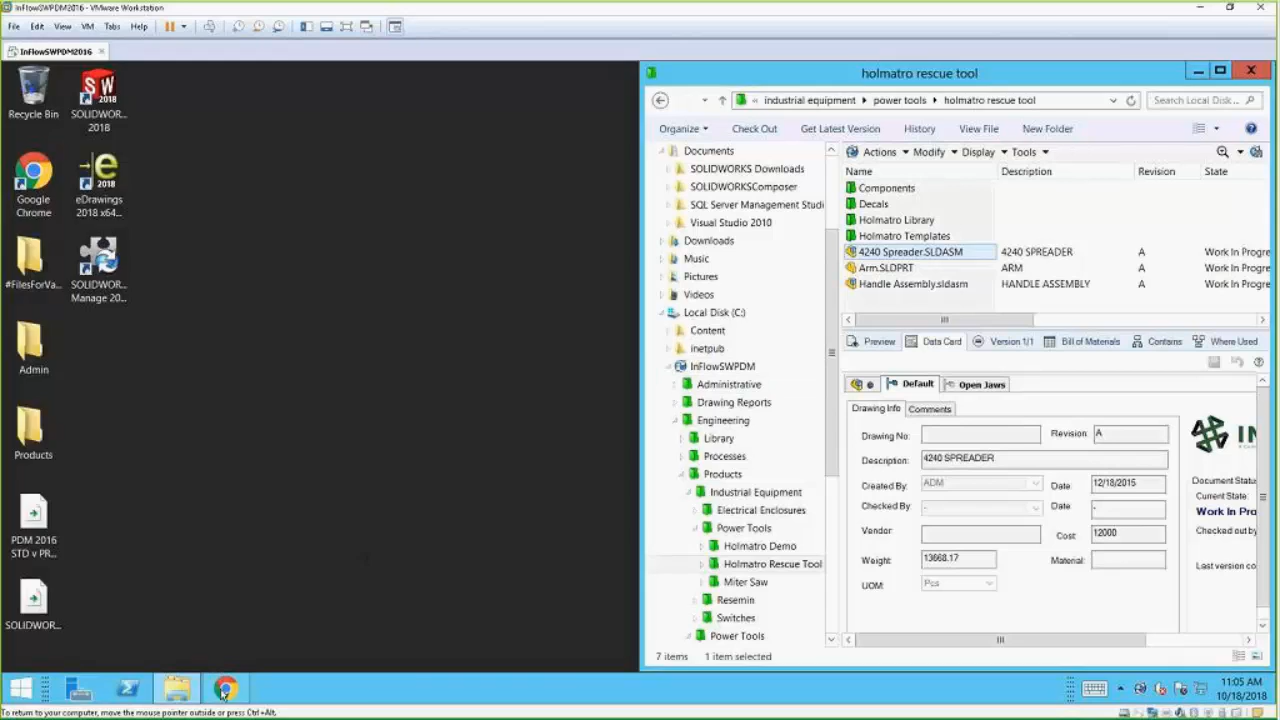 InFlowSWPDM2016 - VMware Workstation
File Edit View VM Tabs Help
InFlowSWPDM2016
Recycle Bin
SW 2018
SOLIDWOR... 2018
Google Chrome
2018
eDrawings 2018 x64...
#FilesForVa...
SOLIDWOR... Manage 20...
Admin
Products
PDM 2016 STD v PR...
SOLIDWOR...
holmatro rescue tool
« industrial equipment power tools holmatro rescue tool
Search Local Disk...
Organize Check Out Get Latest Version History View File New Folder
Documents
SOLIDWORKS Downloads
SOLIDWORKSComposer
SQL Server Management Studi
Visual Studio 2010
Downloads
Music
Pictures
Videos
Local Disk (C:)
Content
inetpub
InFlowSWPDM
Administrative
Drawing Reports
Engineering
Library
Processes
Products
Industrial Equipment
Electrical Enclosures
Power Tools
Holmatro Demo
Holmatro Rescue Tool
Miter Saw
Resemin
Switches
Power Tools
Actions Modify Display Tools
Name Description Revision State
Components
Decals
Holmatro Library
Holmatro Templates
4240 Spreader.SLDASM 4240 SPREADER A Work In Progre
Arm.SLDPRT ARM A Work In Progre
Handle Assembly.sldasm HANDLE ASSEMBLY A Work In Progre
Preview Data Card Version 1/1 Bill of Materials Contains Where Used
Default Open Jaws
Drawing Info Comments
Drawing No: Revision: A
Description: 4240 SPREADER
Created By: ADM Date: 12/18/2015
Checked By: - Date: -
Vendor: Cost: 12000
Weight: 13668.17 Material:
UOM: Pcs
IN
Document Statu
Current State:
Work In Pro
Checked out by
Last version co
7 items 1 item selected
11:05 AM
10/18/2018
To return to your computer, move the mouse pointer outside or press Ctrl+Alt.